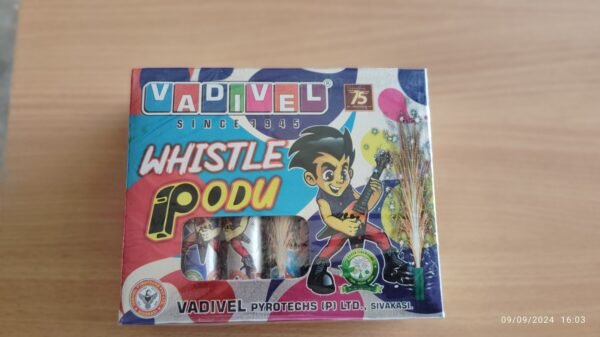 VADIVEL®
75
SINCE 1945
WHISTLE
PODU
VADIVEL PYROTECHS (P) LTD., SIVAKASI.
09/09/2024 16:03